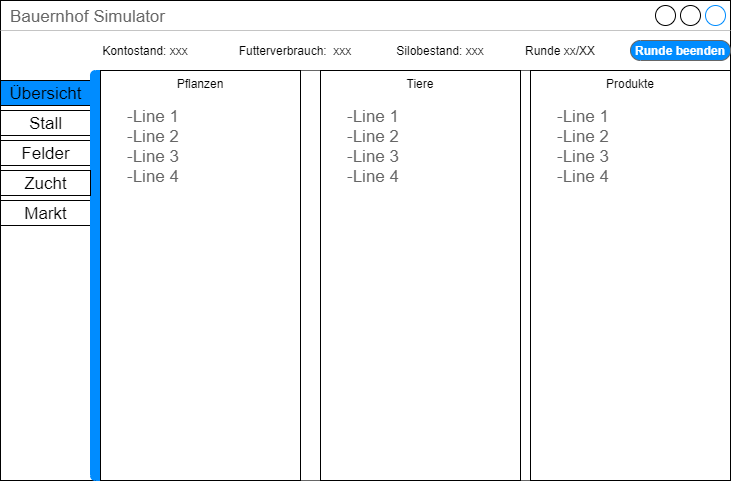 Bauernhof Simulator
Kontostand: xxx Futterverbrauch: xxx Silobestand: xxx Runde xx/XX Runde beenden
Übersicht
Stall
Felder
Zucht
Markt
Pflanzen
-Line 1
-Line 2
-Line 3
-Line 4
Tiere
-Line 1
-Line 2
-Line 3
-Line 4
Produkte
-Line 1
-Line 2
-Line 3
-Line 4